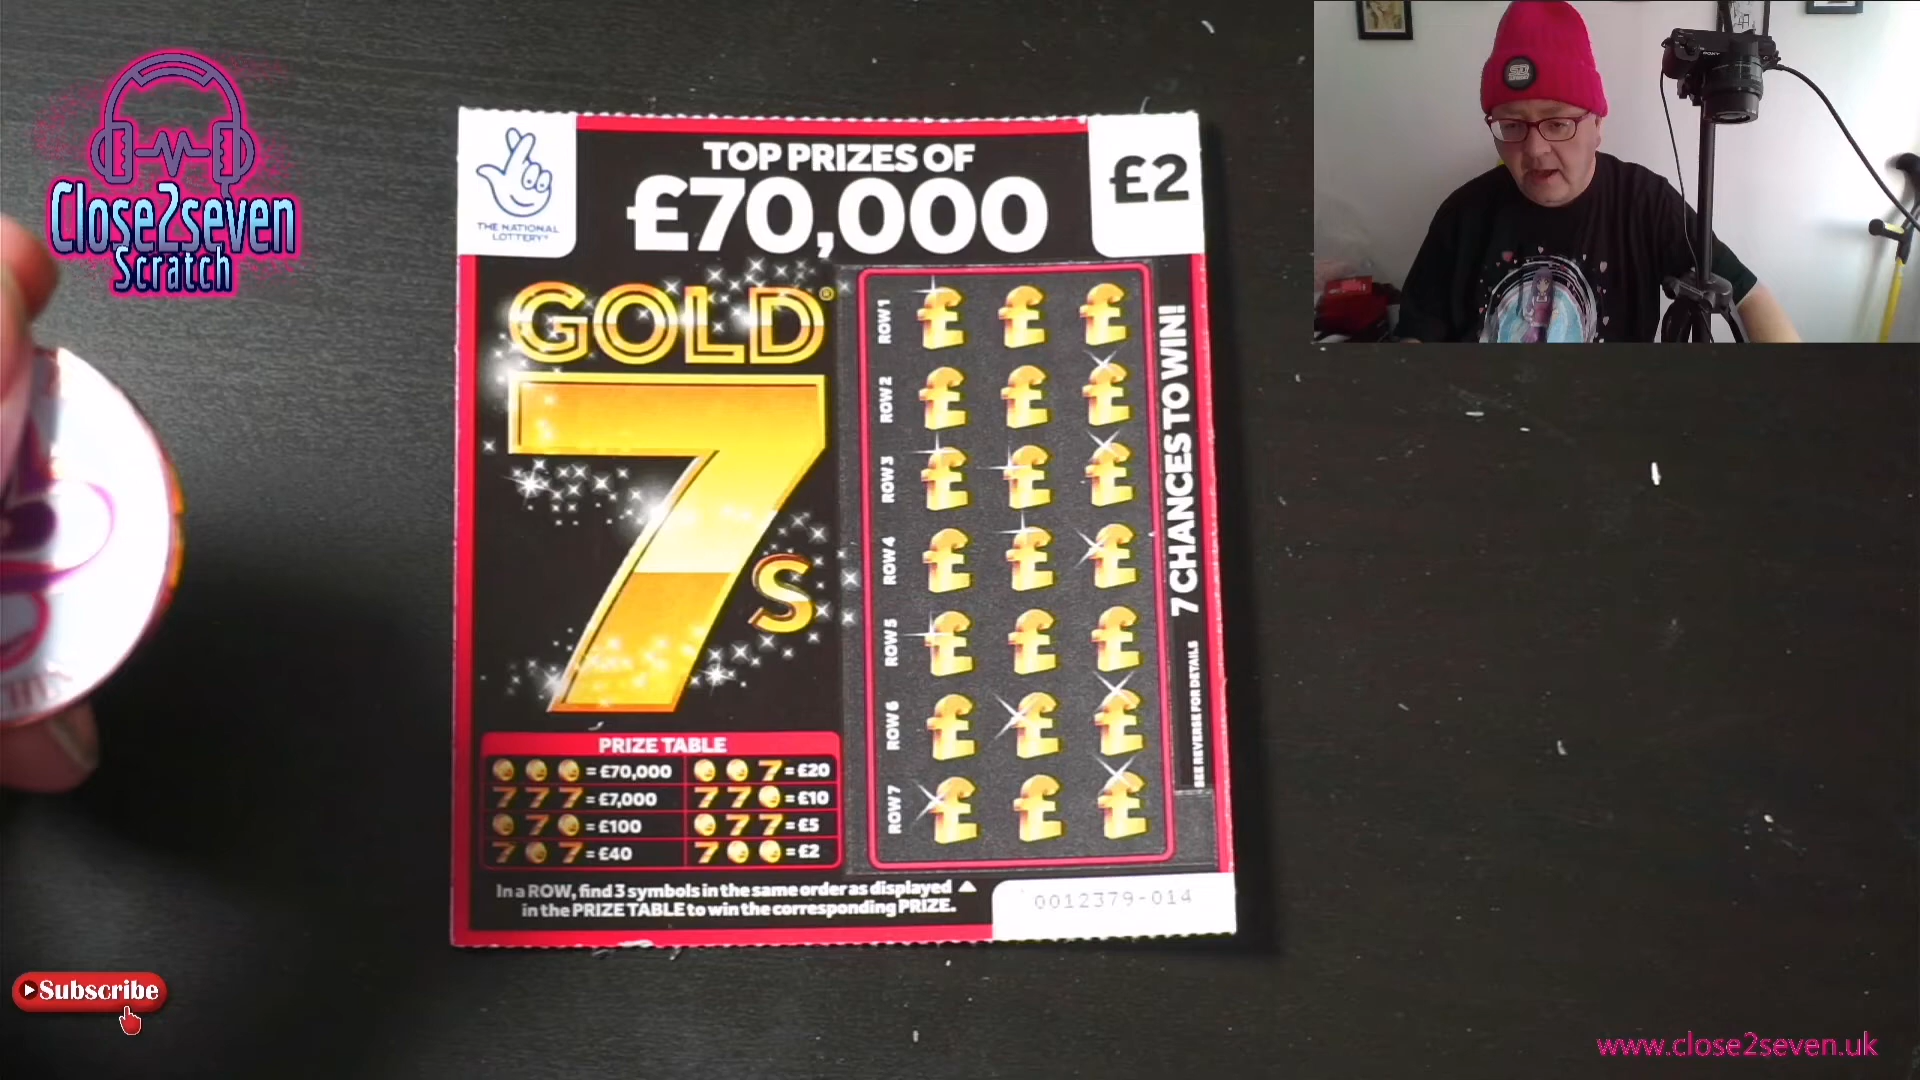 Close2seven
Scratch
THE NATIONAL
LOTTERY®
TOP PRIZES OF
£70,000
£2
GOLD®
7s
ROW 1 £ £ £
ROW 2 £ £ £
ROW 3 £ £ £
ROW 4 £ £ £
ROW 5 £ £ £
ROW 6 £ £ £
ROW 7 £ £ £
7 CHANCES TO WIN!
SEE REVERSE FOR DETAILS
PRIZE TABLE
= £70,000
7 = £20
7 7 7 = £7,000
7 7 = £10
7 = £100
7 7 = £5
7 7 = £40
7 = £2
In a ROW, find 3 symbols in the same order as displayed
in the PRIZE TABLE to win the corresponding PRIZE.
0012379-014
Subscribe
www.close2seven.uk
SONY